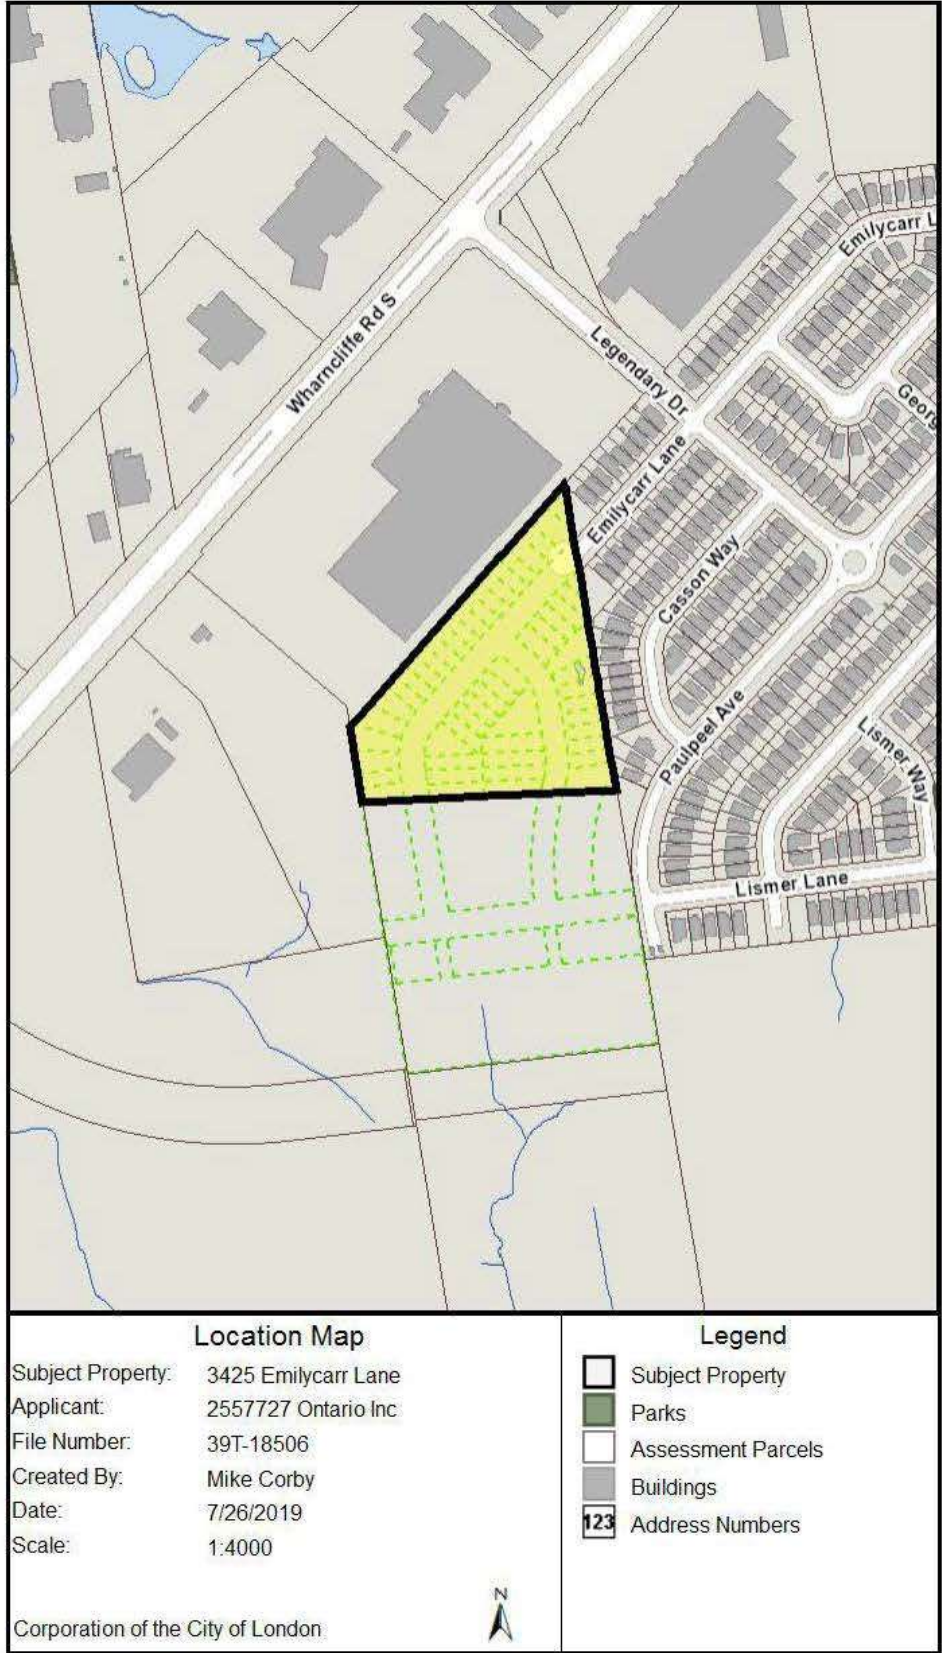 Emilycarr L
Wharncliffe Rd S
Legendary Dr
Georg
Emilycarr Lane
Casson Way
Paulpeel Ave
Lismer Way
Lismer Lane
Location Map
Subject Property: 3425 Emilycarr Lane
Applicant: 2557727 Ontario Inc
File Number: 39T-18506
Created By: Mike Corby
Date: 7/26/2019
Scale: 1:4000
N
Corporation of the City of London
Legend
Subject Property
Parks
Assessment Parcels
Buildings
123 Address Numbers